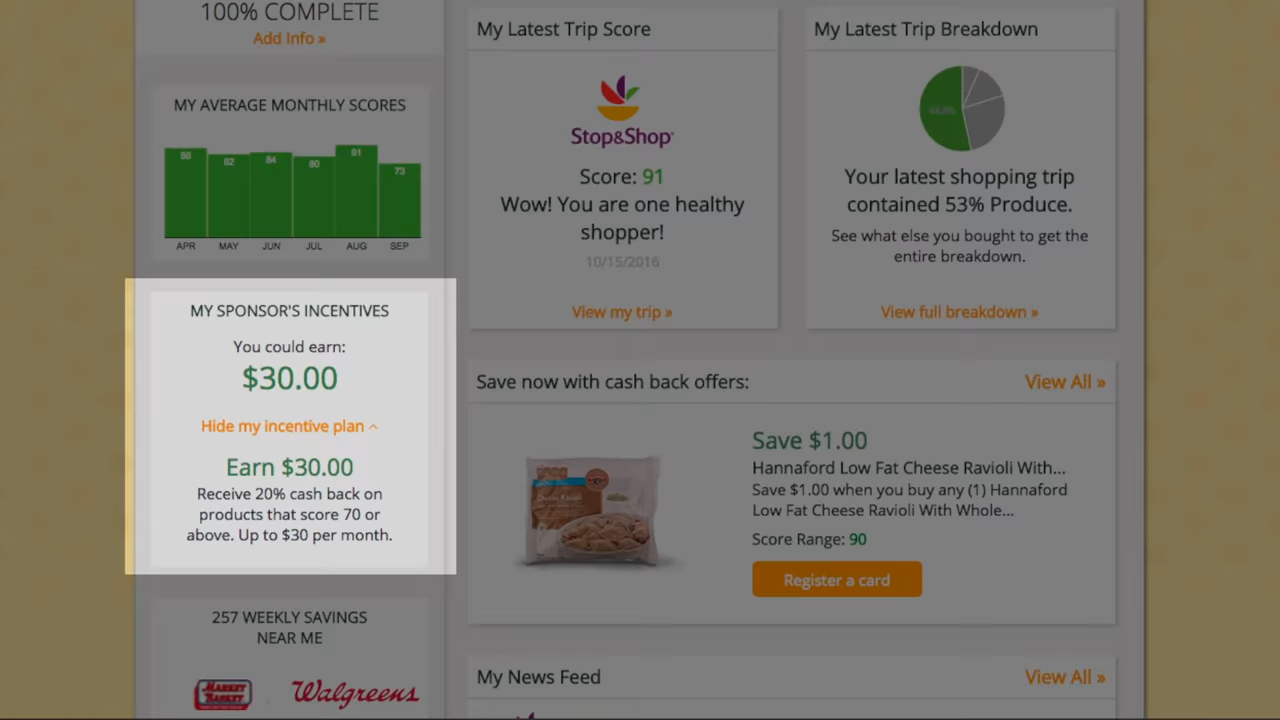 100% COMPLETE
Add Info »
MY AVERAGE MONTHLY SCORES
88 82 84 80 91 73
APR MAY JUN JUL AUG SEP
MY SPONSOR'S INCENTIVES
You could earn:
$30.00
Hide my incentive plan
Earn $30.00
Receive 20% cash back on
products that score 70 or
above. Up to $30 per month.
257 WEEKLY SAVINGS
NEAR ME
MARKET
BASKET
Walgreens
My Latest Trip Score
Stop&Shop
Score: 91
Wow! You are one healthy
shopper!
10/15/2016
View my trip »
My Latest Trip Breakdown
Your latest shopping trip
contained 53% Produce.
See what else you bought to get the
entire breakdown.
View full breakdown »
Save now with cash back offers:
View All »
Cheese Ravioli
Save $1.00
Hannaford Low Fat Cheese Ravioli With...
Save $1.00 when you buy any (1) Hannaford
Low Fat Cheese Ravioli With Whole...
Score Range: 90
Register a card
My News Feed
View All »